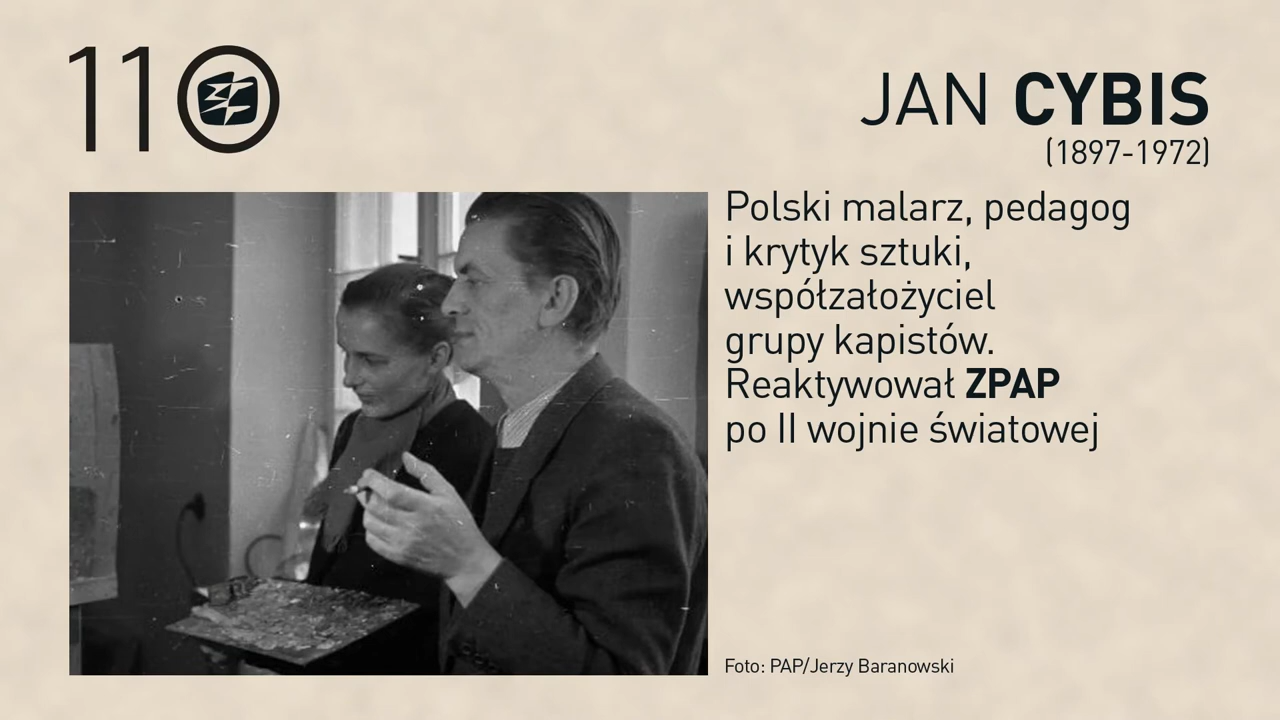 110
JAN CYBIS
(1897-1972)
Polski malarz, pedagog
i krytyk sztuki,
współzałożyciel
grupy kapistów.
Reaktywował ZPAP
po II wojnie światowej
Foto: PAP/Jerzy Baranowski